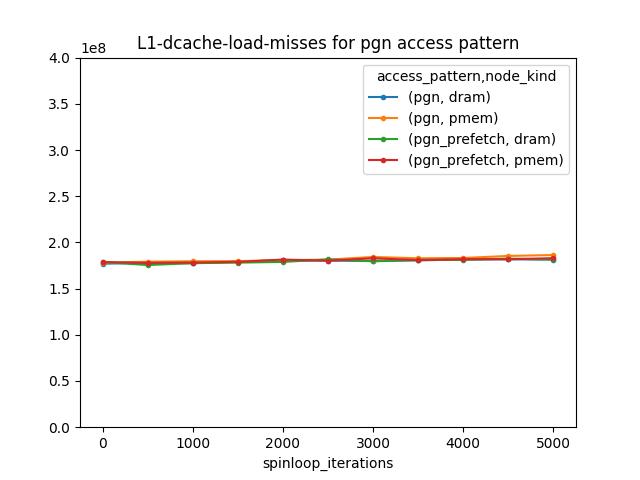 L1-dcache-load-misses for pgn access pattern
1e8
4.0
3.5
3.0
2.5
2.0
1.5
1.0
0.5
0.0
access_pattern,node_kind
(pgn, dram)
(pgn, pmem)
(pgn_prefetch, dram)
(pgn_prefetch, pmem)
0 1000 2000 3000 4000 5000
spinloop_iterations